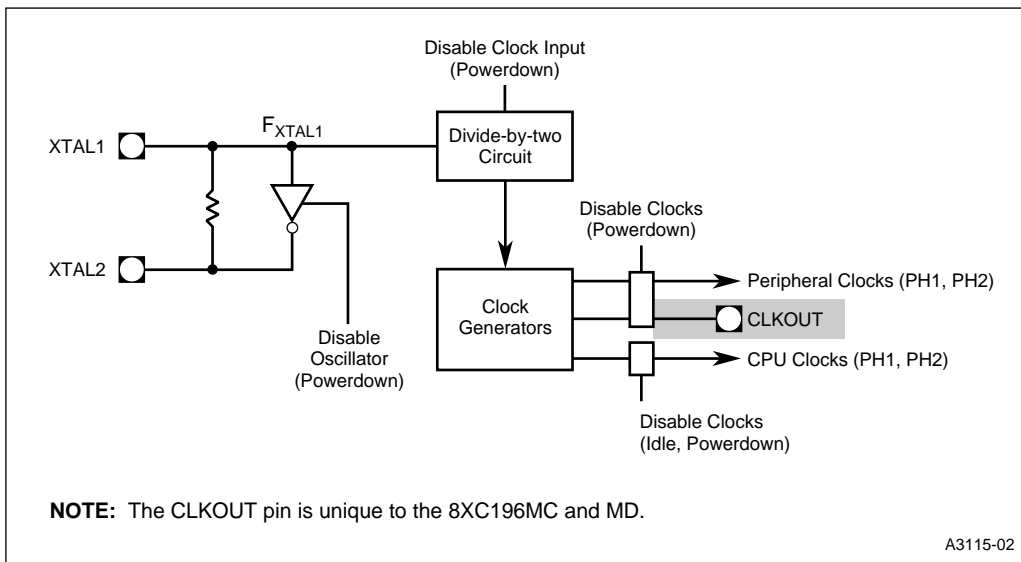 Disable Clock Input
(Powerdown)
XTAL1
FXTAL1
Divide-by-two
Circuit
Disable Clocks
(Powerdown)
XTAL2
Clock
Generators
Peripheral Clocks (PH1, PH2)
CLKOUT
CPU Clocks (PH1, PH2)
Disable
Oscillator
(Powerdown)
Disable Clocks
(Idle, Powerdown)
NOTE: The CLKOUT pin is unique to the 8XC196MC and MD.
A3115-02